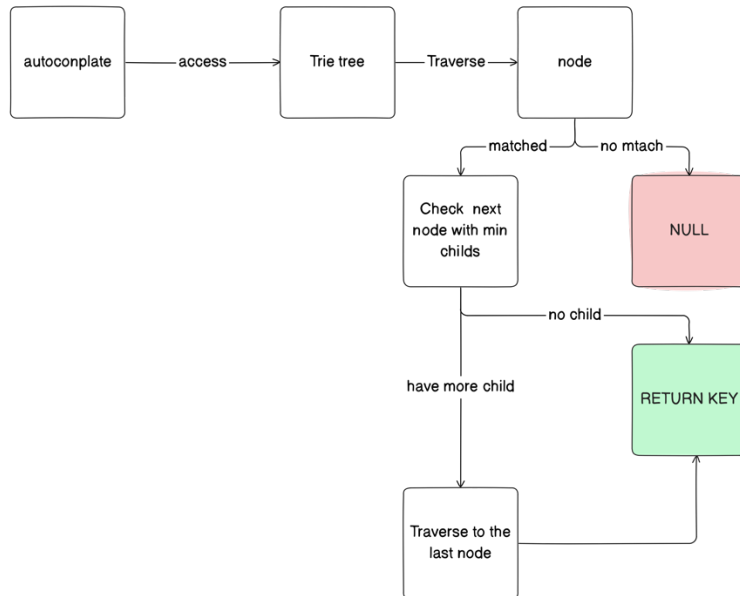 autoconplate
access
Trie tree
Traverse
node
matched
no mtach
Check next
node with min
childs
NULL
no child
have more child
RETURN KEY
Traverse to the
last node